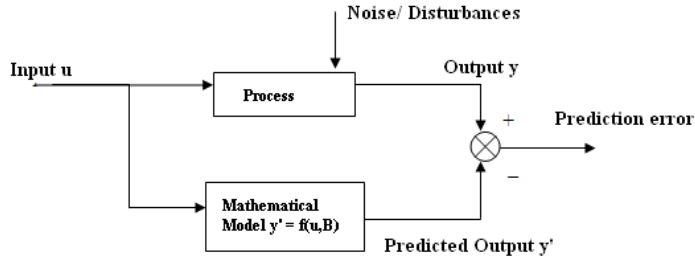 Noise/ Disturbances
Input u
Output y
Process
+
Prediction error
−
Mathematical
Model y' = f(u,B)
Predicted Output y'